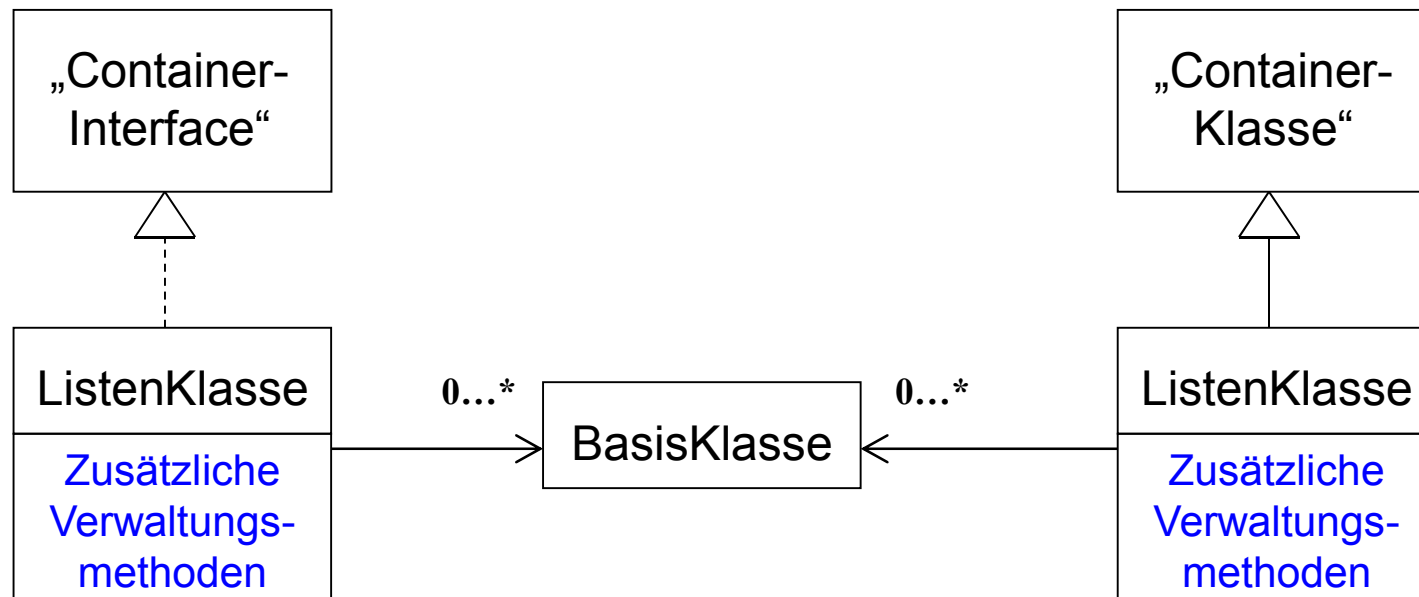 „Container-
Interface“
„Container-
Klasse“
ListenKlasse
Zusätzliche
Verwaltungs-
methoden
0…*
BasisKlasse
0…*
ListenKlasse
Zusätzliche
Verwaltungs-
methoden